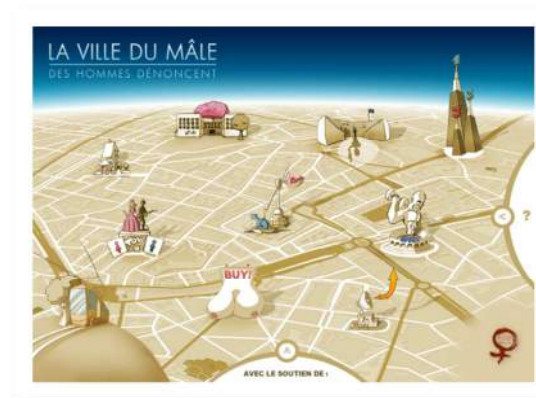 LA VILLE DU MÂLE
DES HOMMES DÉNONCENT
BUY!
?
AVEC LE SOUTIEN DE :